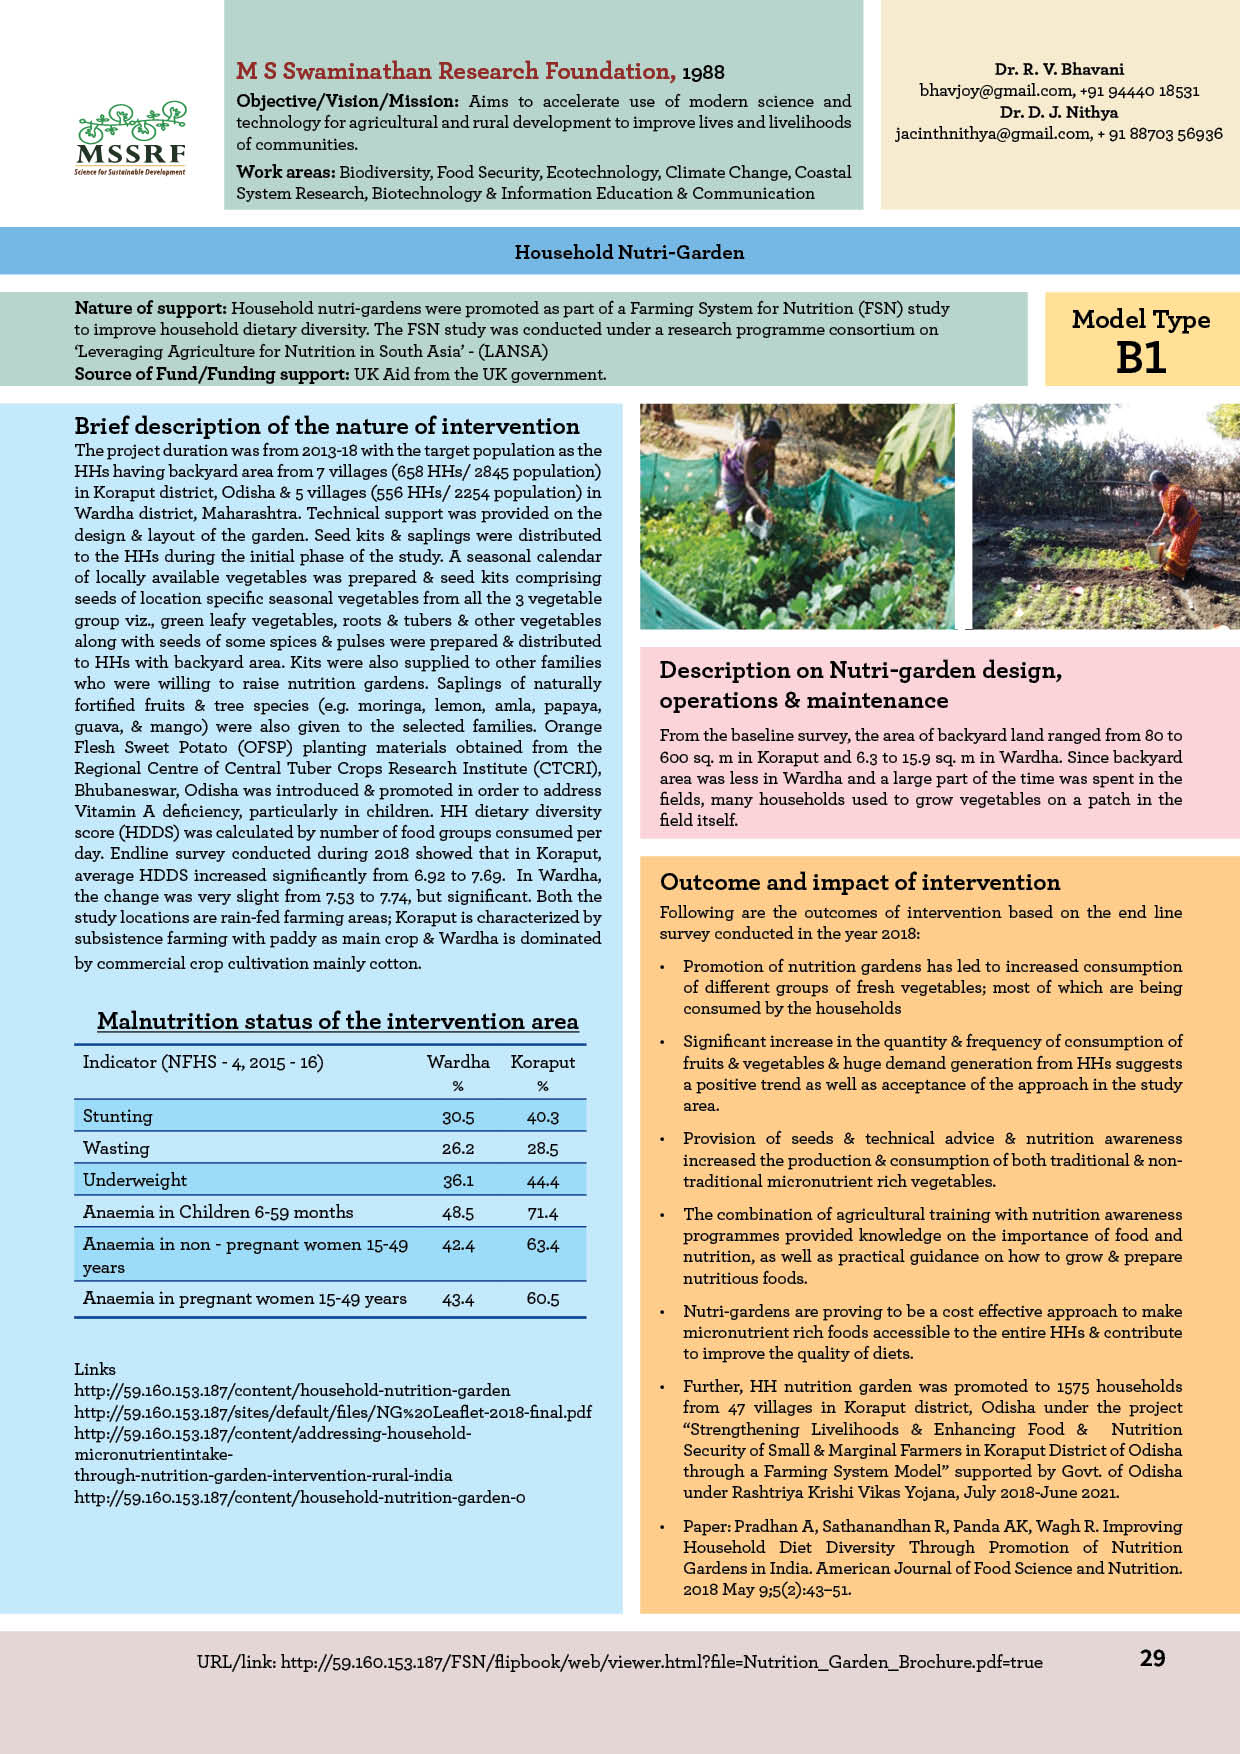 MSSRF
Science for Sustainable Development
M S Swaminathan Research Foundation, 1988
Objective/Vision/Mission: Aims to accelerate use of modern science and
technology for agricultural and rural development to improve lives and livelihoods
of communities.
Work areas: Biodiversity, Food Security, Ecotechnology, Climate Change, Coastal
System Research, Biotechnology & Information Education & Communication
Dr. R. V. Bhavani
bhavjoy@gmail.com, +91 94440 18531
Dr. D. J. Nithya
jacinthnithya@gmail.com, + 91 88703 56936
Household Nutri-Garden
Nature of support: Household nutri-gardens were promoted as part of a Farming System for Nutrition (FSN) study
to improve household dietary diversity. The FSN study was conducted under a research programme consortium on
‘Leveraging Agriculture for Nutrition in South Asia’ - (LANSA)
Source of Fund/Funding support: UK Aid from the UK government.
Model Type
B1
Brief description of the nature of intervention
The project duration was from 2013-18 with the target population as the
HHs having backyard area from 7 villages (658 HHs/ 2845 population)
in Koraput district, Odisha & 5 villages (556 HHs/ 2254 population) in
Wardha district, Maharashtra. Technical support was provided on the
design & layout of the garden. Seed kits & saplings were distributed
to the HHs during the initial phase of the study. A seasonal calendar
of locally available vegetables was prepared & seed kits comprising
seeds of location specific seasonal vegetables from all the 3 vegetable
group viz., green leafy vegetables, roots & tubers & other vegetables
along with seeds of some spices & pulses were prepared & distributed
to HHs with backyard area. Kits were also supplied to other families
who were willing to raise nutrition gardens. Saplings of naturally
fortified fruits & tree species (e.g. moringa, lemon, amla, papaya,
guava, & mango) were also given to the selected families. Orange
Flesh Sweet Potato (OFSP) planting materials obtained from the
Regional Centre of Central Tuber Crops Research Institute (CTCRI),
Bhubaneswar, Odisha was introduced & promoted in order to address
Vitamin A deficiency, particularly in children. HH dietary diversity
score (HDDS) was calculated by number of food groups consumed per
day. Endline survey conducted during 2018 showed that in Koraput,
average HDDS increased significantly from 6.92 to 7.69. In Wardha,
the change was very slight from 7.53 to 7.74, but significant. Both the
study locations are rain-fed farming areas; Koraput is characterized by
subsistence farming with paddy as main crop & Wardha is dominated
by commercial crop cultivation mainly cotton.
Malnutrition status of the intervention area
Indicator (NFHS - 4, 2015 - 16) Wardha Koraput
% %
Stunting 30.5 40.3
Wasting 26.2 28.5
Underweight 36.1 44.4
Anaemia in Children 6-59 months 48.5 71.4
Anaemia in non - pregnant women 15-49 42.4 63.4
years
Anaemia in pregnant women 15-49 years 43.4 60.5
Links
http://59.160.153.187/content/household-nutrition-garden
http://59.160.153.187/sites/default/files/NG%20Leaflet-2018-final.pdf
http://59.160.153.187/content/addressing-household-
micronutrientintake-
through-nutrition-garden-intervention-rural-india
http://59.160.153.187/content/household-nutrition-garden-0
Description on Nutri-garden design,
operations & maintenance
From the baseline survey, the area of backyard land ranged from 80 to
600 sq. m in Koraput and 6.3 to 15.9 sq. m in Wardha. Since backyard
area was less in Wardha and a large part of the time was spent in the
fields, many households used to grow vegetables on a patch in the
field itself.
Outcome and impact of intervention
Following are the outcomes of intervention based on the end line
survey conducted in the year 2018:
• Promotion of nutrition gardens has led to increased consumption
of different groups of fresh vegetables; most of which are being
consumed by the households
• Significant increase in the quantity & frequency of consumption of
fruits & vegetables & huge demand generation from HHs suggests
a positive trend as well as acceptance of the approach in the study
area.
• Provision of seeds & technical advice & nutrition awareness
increased the production & consumption of both traditional & non-
traditional micronutrient rich vegetables.
• The combination of agricultural training with nutrition awareness
programmes provided knowledge on the importance of food and
nutrition, as well as practical guidance on how to grow & prepare
nutritious foods.
• Nutri-gardens are proving to be a cost effective approach to make
micronutrient rich foods accessible to the entire HHs & contribute
to improve the quality of diets.
• Further, HH nutrition garden was promoted to 1575 households
from 47 villages in Koraput district, Odisha under the project
“Strengthening Livelihoods & Enhancing Food & Nutrition
Security of Small & Marginal Farmers in Koraput District of Odisha
through a Farming System Model” supported by Govt. of Odisha
under Rashtriya Krishi Vikas Yojana, July 2018-June 2021.
• Paper: Pradhan A, Sathanandhan R, Panda AK, Wagh R. Improving
Household Diet Diversity Through Promotion of Nutrition
Gardens in India. American Journal of Food Science and Nutrition.
2018 May 9;5(2):43–51.
URL/link: http://59.160.153.187/FSN/flipbook/web/viewer.html?file=Nutrition_Garden_Brochure.pdf=true
29